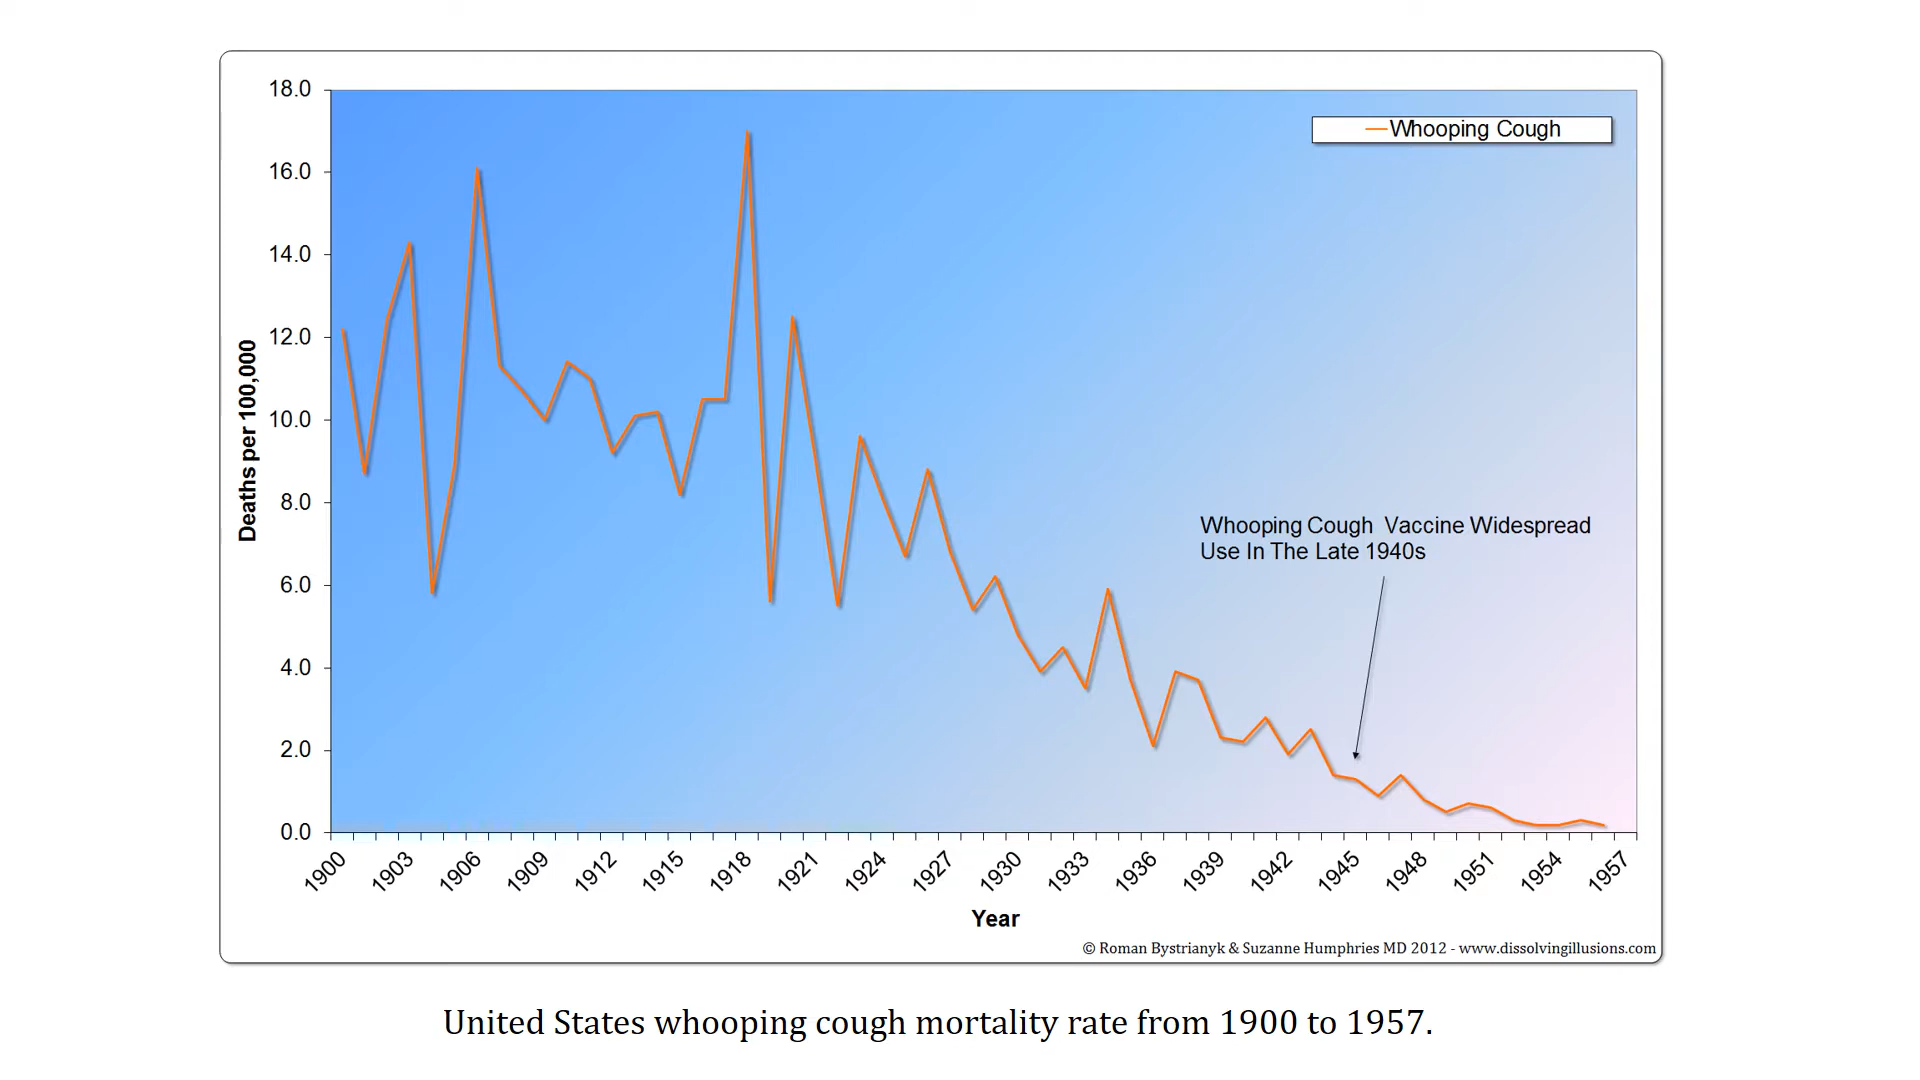 18.0
16.0
14.0
12.0
10.0
8.0
6.0
4.0
2.0
0.0
Deaths per 100,000
Whooping Cough
Whooping Cough Vaccine Widespread
Use In The Late 1940s
1900 1903 1906 1909 1912 1915 1918 1921 1924 1927 1930 1933 1936 1939 1942 1945 1948 1951 1954 1957
Year
© Roman Bystrianyk & Suzanne Humphries MD 2012 - www.dissolvingillusions.com
United States whooping cough mortality rate from 1900 to 1957.